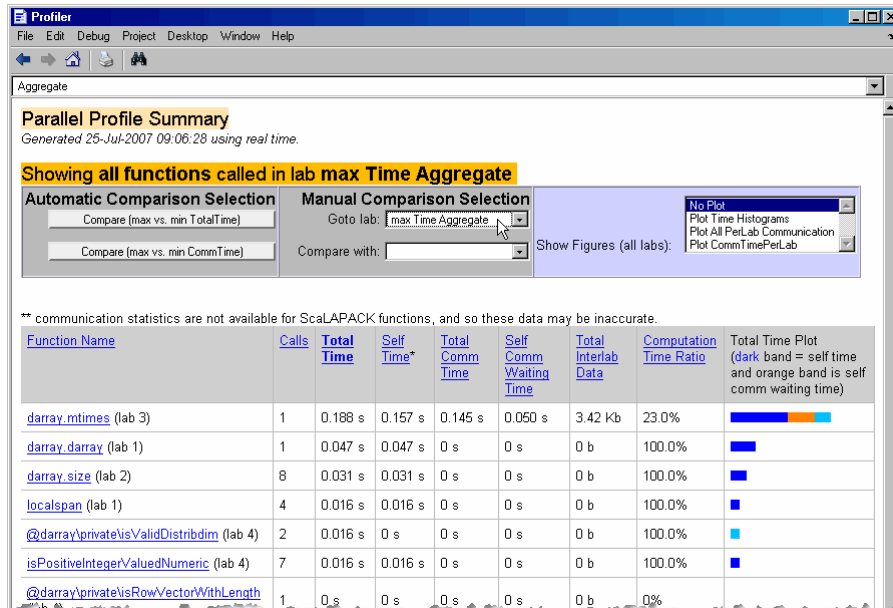 Profiler
File Edit Debug Project Desktop Window Help
Aggregate
Parallel Profile Summary
Generated 25-Jul-2007 09:06:28 using real time.
Showing all functions called in lab max Time Aggregate
Automatic Comparison Selection
Compare (max vs. min TotalTime)
Compare (max vs. min CommTime)
Manual Comparison Selection
Goto lab: max Time Aggregate
Compare with:
Show Figures (all labs):
No Plot
Plot Time Histograms
Plot All PerLab Communication
Plot CommTimePerLab
** communication statistics are not available for ScaLAPACK functions, and so these data may be inaccurate.
Function Name Calls Total Time Self Time* Total Comm Time Self Comm Waiting Time Total Interlab Data Computation Time Ratio Total Time Plot (dark band = self time and orange band is self comm waiting time)
darray.mtimes (lab 3) 1 0.188 s 0.157 s 0.145 s 0.050 s 3.42 Kb 23.0%
darray.darray (lab 1) 1 0.047 s 0.047 s 0 s 0 s 0 b 100.0%
darray.size (lab 2) 8 0.031 s 0.031 s 0 s 0 s 0 b 100.0%
localspan (lab 1) 4 0.016 s 0.016 s 0 s 0 s 0 b 100.0%
@darray\private\isValidDistribdim (lab 4) 2 0.016 s 0 s 0 s 0 s 0 b 100.0%
isPositiveIntegerValuedNumeric (lab 4) 7 0.016 s 0.016 s 0 s 0 s 0 b 100.0%
@darray\private\isRowVectorWithLength 1 0 s 0 s 0 s 0 s 0 b 0%